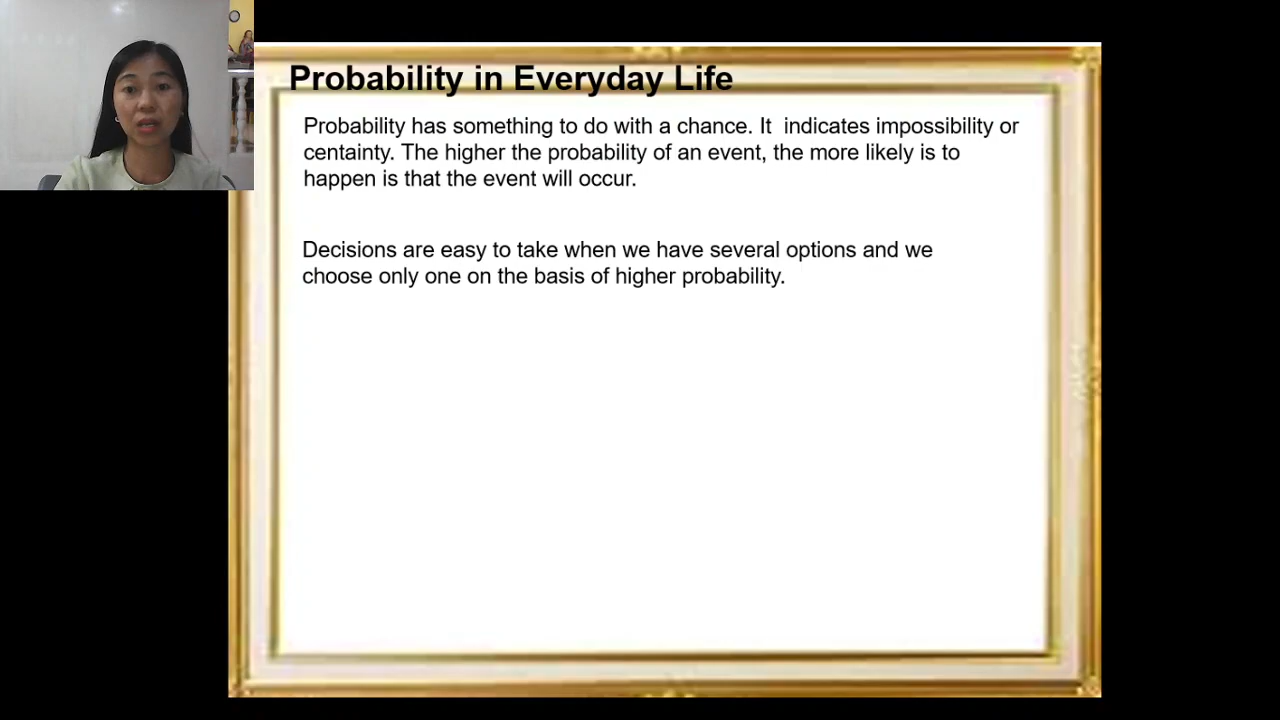 Probability in Everyday Life
Probability has something to do with a chance. It  indicates impossibility or
centainty. The higher the probability of an event, the more likely is to
happen is that the event will occur.
Decisions are easy to take when we have several options and we
choose only one on the basis of higher probability.